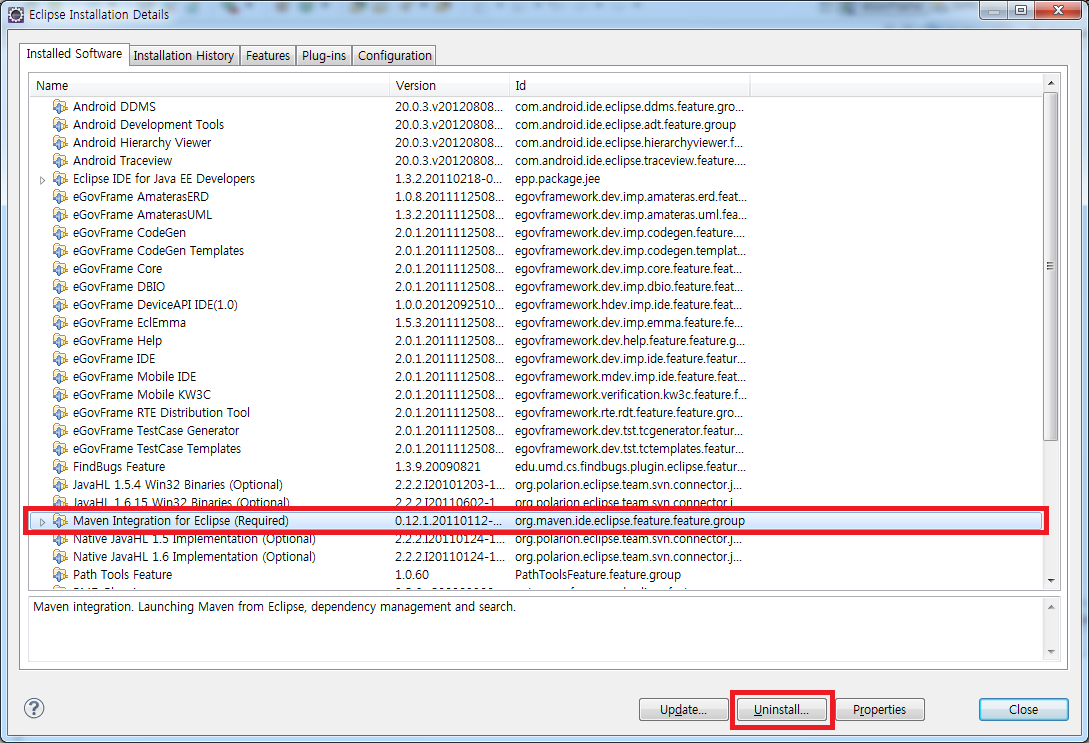 Eclipse Installation Details
Installed Software Installation History Features Plug-ins Configuration
Name Version Id
Android DDMS 20.0.3.v20120808... com.android.ide.eclipse.ddms.feature.gro...
Android Development Tools 20.0.3.v20120808... com.android.ide.eclipse.adt.feature.group
Android Hierarchy Viewer 20.0.3.v20120808... com.android.ide.eclipse.hierarchyviewer.f...
Android Traceview 20.0.3.v20120808... com.android.ide.eclipse.traceview.feature....
Eclipse IDE for Java EE Developers 1.3.2.20110218-0... epp.package.jee
eGovFrame AmaterasERD 1.0.8.2011112508... egovframework.dev.imp.amateras.erd.feat...
eGovFrame AmaterasUML 1.3.2.2011112508... egovframework.dev.imp.amateras.uml.fea...
eGovFrame CodeGen 2.0.1.2011112508... egovframework.dev.imp.codegen.feature....
eGovFrame CodeGen Templates 2.0.1.2011112508... egovframework.dev.imp.codegen.templat...
eGovFrame Core 2.0.1.2011112508... egovframework.dev.imp.core.feature.feat...
eGovFrame DBIO 2.0.1.2011112508... egovframework.dev.imp.dbio.feature.feat...
eGovFrame DeviceAPI IDE(1.0) 1.0.0.2012092510... egovframework.hdev.imp.ide.feature.feat...
eGovFrame EclEmma 1.5.3.2011112508... egovframework.dev.imp.emma.feature.fe...
eGovFrame Help 2.0.1.2011112508... egovframework.dev.help.feature.feature.g...
eGovFrame IDE 2.0.1.2011112508... egovframework.dev.imp.ide.feature.featur...
eGovFrame Mobile IDE 2.0.1.2011112508... egovframework.mdev.imp.ide.feature.feat...
eGovFrame Mobile KW3C 2.0.1.2011112508... egovframework.verification.kw3c.feature.f...
eGovFrame RTE Distribution Tool 2.0.1.2011112508... egovframework.rte.rdt.feature.feature.gro...
eGovFrame TestCase Generator 2.0.1.2011112508... egovframework.dev.tst.tcgenerator.featur...
eGovFrame TestCase Templates 2.0.1.2011112508... egovframework.dev.tst.tctemplates.featur...
FindBugs Feature 1.3.9.20090821 edu.umd.cs.findbugs.plugin.eclipse.featur...
JavaHL 1.5.4 Win32 Binaries (Optional) 2.2.2.I20101203-1... org.polarion.eclipse.team.svn.connector.j...
JavaHL 1.6.15 Win32 Binaries (Optional) 2.2.2.I20110602-1... org.polarion.eclipse.team.svn.connector.j...
Maven Integration for Eclipse (Required) 0.12.1.20110112-... org.maven.ide.eclipse.feature.feature.group
Native JavaHL 1.5 Implementation (Optional) 2.2.2.I20110124-1... org.polarion.eclipse.team.svn.connector.j...
Native JavaHL 1.6 Implementation (Optional) 2.2.2.I20110124-1... org.polarion.eclipse.team.svn.connector.j...
Path Tools Feature 1.0.60 PathToolsFeature.feature.group
Maven integration. Launching Maven from Eclipse, dependency management and search.
? Update... Uninstall... Properties Close